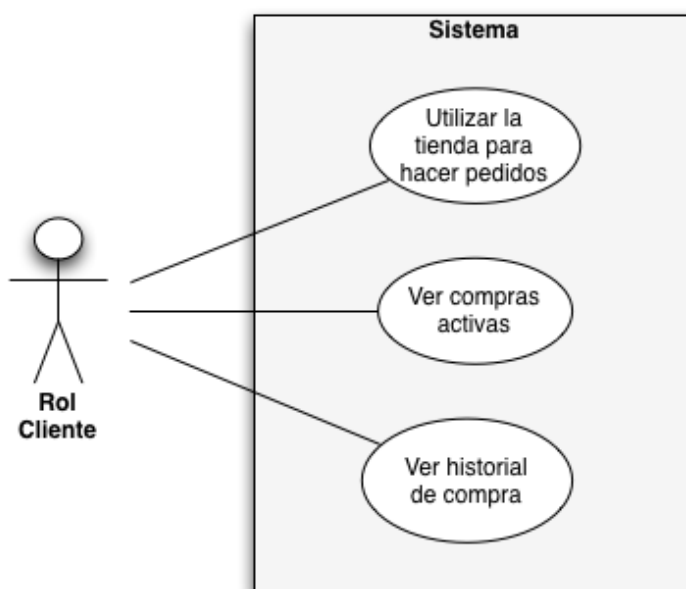 Sistema
Utilizar la
tienda para
hacer pedidos
Ver compras
activas
Rol
Cliente
Ver historial
de compra